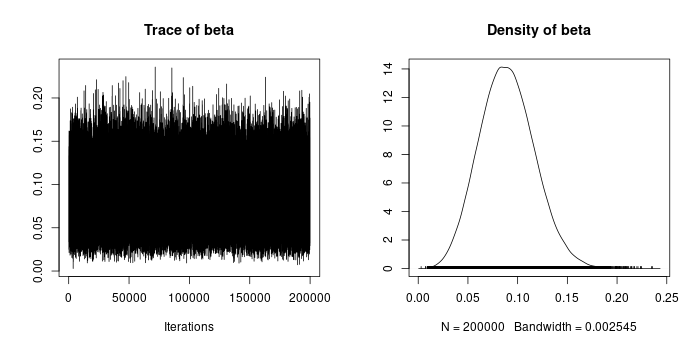 Trace of beta
0.00 0.05 0.10 0.15 0.20
0 50000 100000 150000 200000
Iterations
Density of beta
0 2 4 6 8 10 12 14
0.00 0.05 0.10 0.15 0.20 0.25
N = 200000 Bandwidth = 0.002545